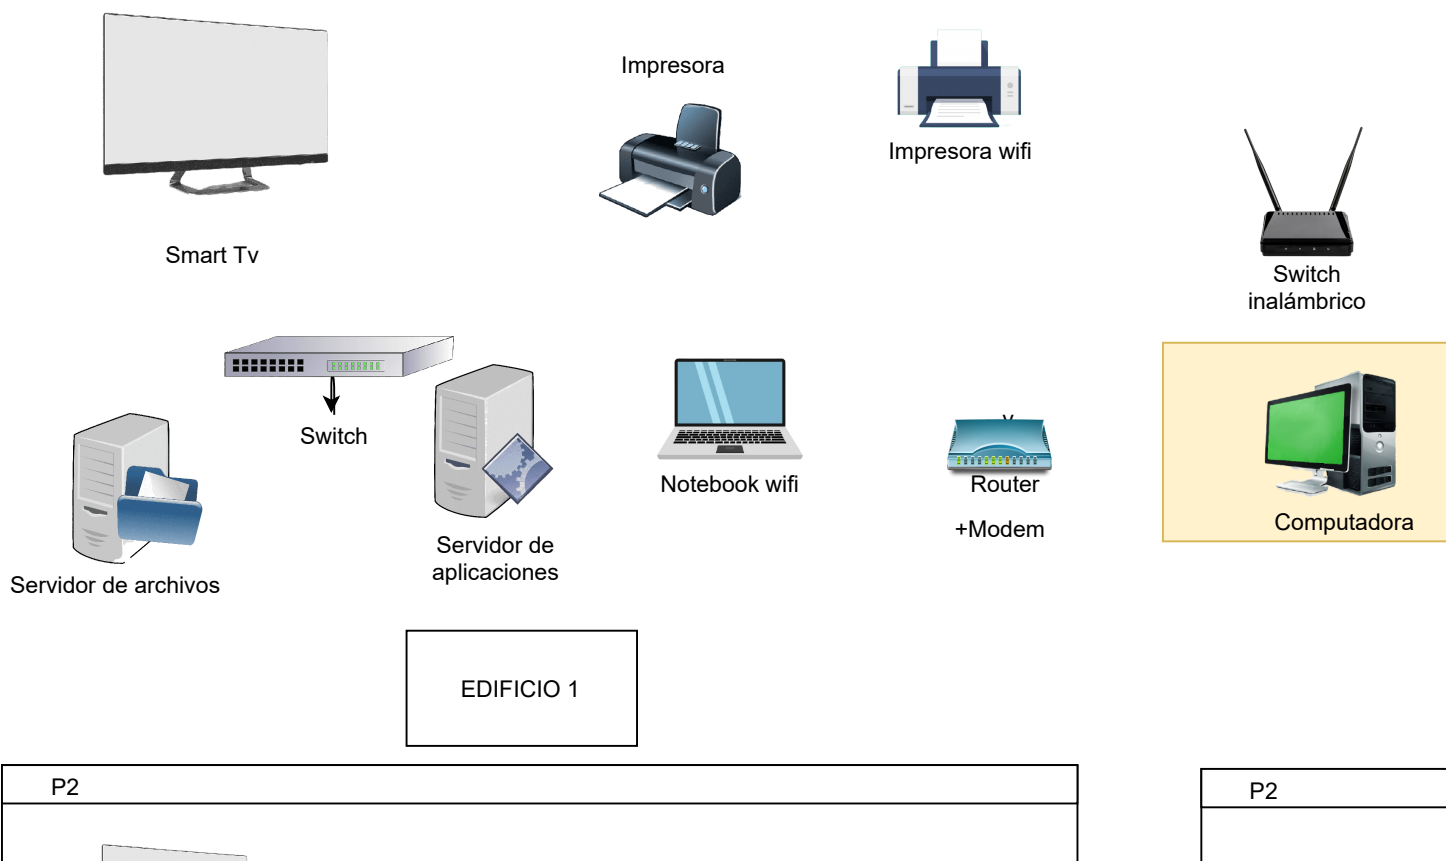 Impresora
Impresora wifi
Smart Tv
Switch
inalámbrico
Switch
Notebook wifi
Router
+Modem
Computadora
Servidor de
aplicaciones
Servidor de archivos
EDIFICIO 1
P2
P2